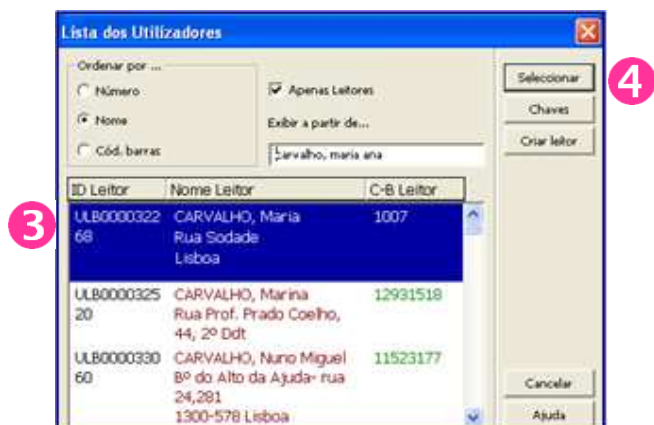 Lista dos Utilizadores
Ordenar por ...
Número
Nome
Cód. barras
Apenas Leitores
Exibir a partir de...
carvalho, maria ana
Seleccionar
Chaves
Criar leitor
4
3
ID Leitor Nome Leitor C-B Leitor
ULB0000322 CARVALHO, Maria 1007
68 Rua Sodade
Lisboa
ULB0000325 CARVALHO, Marina 12931518
20 Rua Prof. Prado Coelho,
44, 2º Ddt
ULB0000330 CARVALHO, Nuno Miguel 11523177
60 Bº do Alto da Ajuda- rua
24,281
1300-578 Lisboa
Cancelar
Ajuda